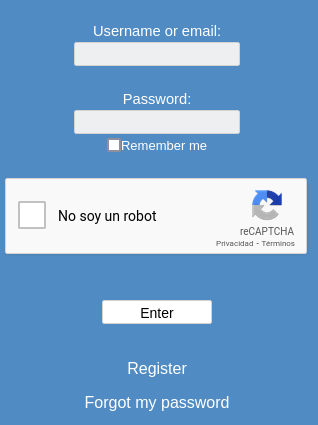 Username or email:
Password:
Remember me
No soy un robot
reCAPTCHA
Privacidad - Términos
Enter
Register
Forgot my password